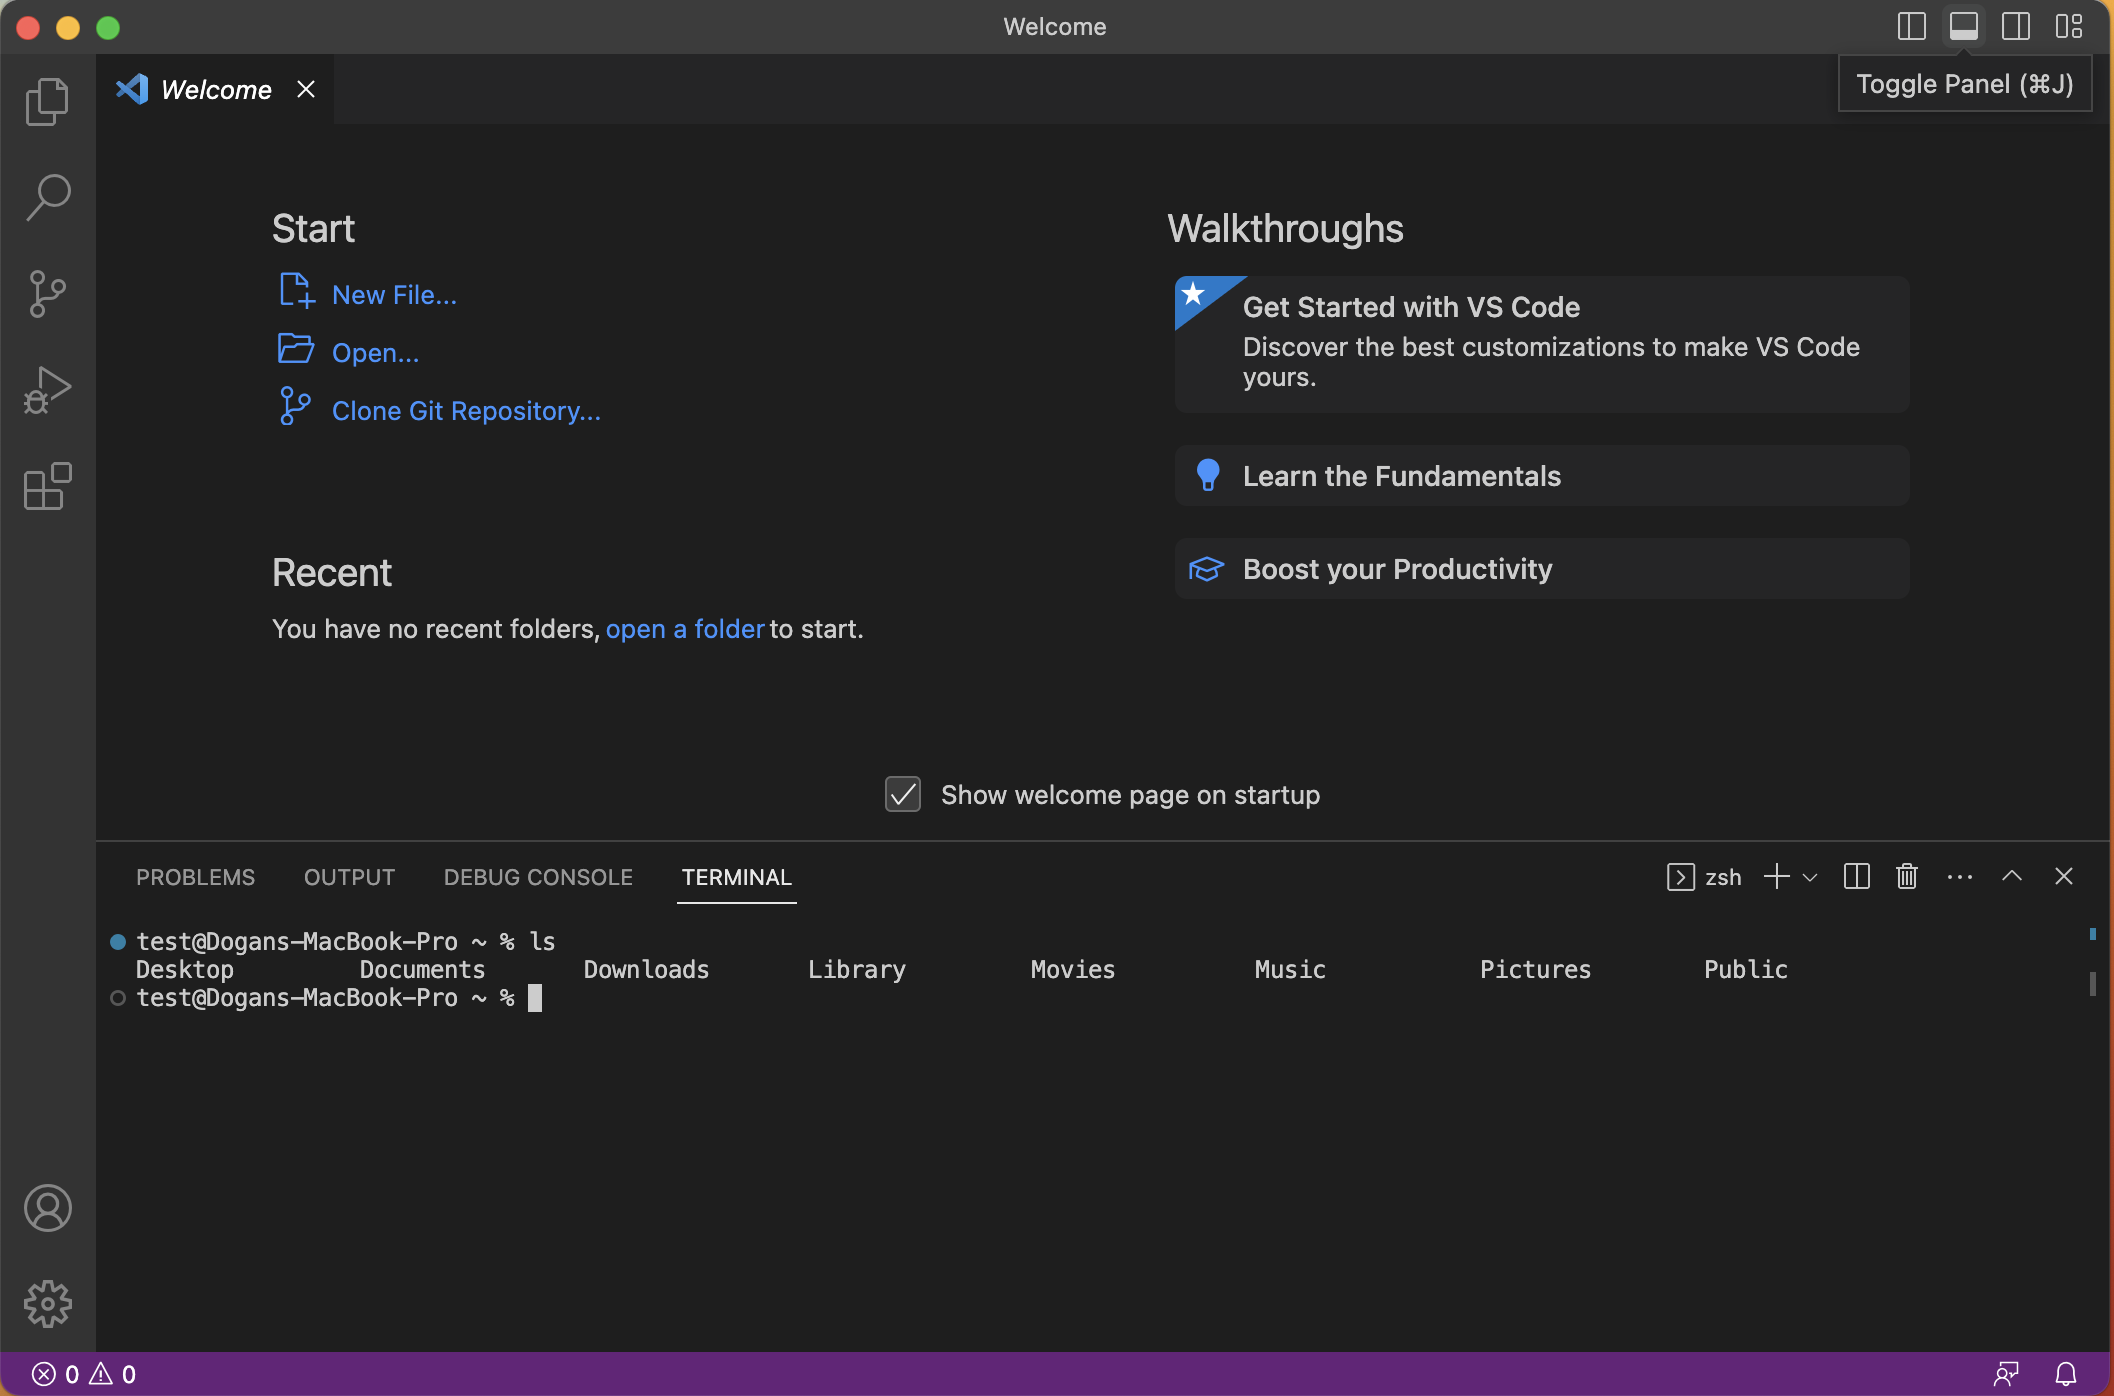 Welcome
Welcome
Toggle Panel (⌘J)
Start
New File...
Open...
Clone Git Repository...
Recent
You have no recent folders, open a folder to start.
Walkthroughs
Get Started with VS Code
Discover the best customizations to make VS Code
yours.
Learn the Fundamentals
Boost your Productivity
Show welcome page on startup
PROBLEMS OUTPUT DEBUG CONSOLE TERMINAL zsh
test@Dogans-MacBook-Pro ~ % ls
Desktop Documents Downloads Library Movies Music Pictures Public
test@Dogans-MacBook-Pro ~ %
0 0